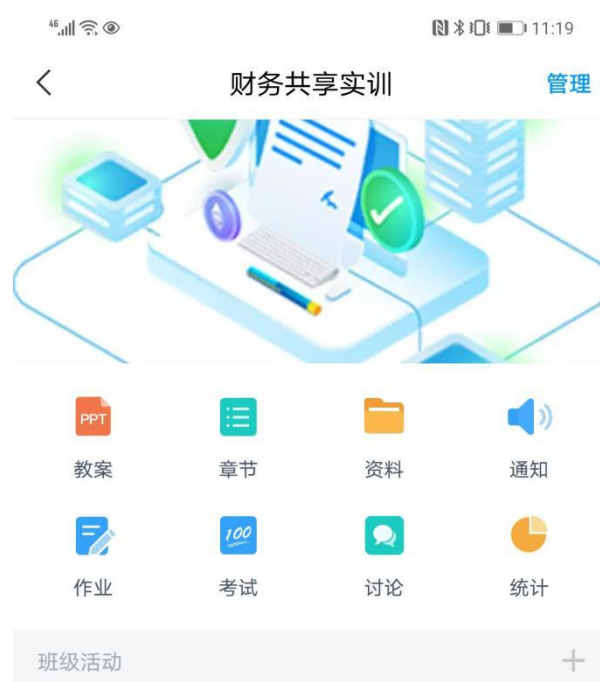 46 11:19
财务共享实训 管理
PPT
教案 章节 资料 通知
100
作业 考试 讨论 统计
班级活动